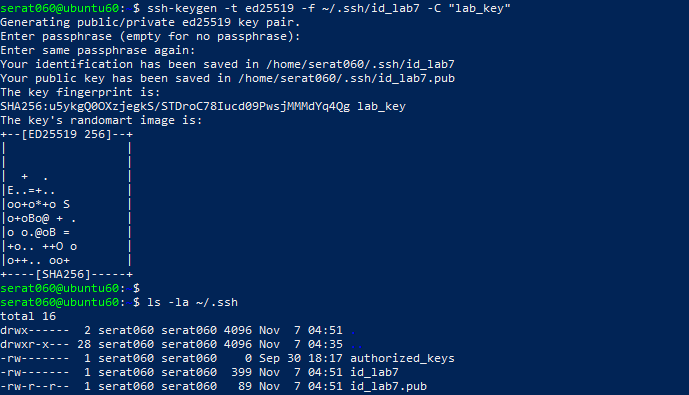 serat060@ubuntu60: $ ssh-keygen -t ed25519 -f ~/.ssh/id_lab7 -C "lab_key"
Generating public/private ed25519 key pair.
Enter passphrase (empty for no passphrase):
Enter same passphrase again:
Your identification has been saved in /home/serat060/.ssh/id_lab7
Your public key has been saved in /home/serat060/.ssh/id_lab7.pub
The key fingerprint is:
SHA256:u5ykgQ0OXzjegkS/STDroC78Iucd09PwsjMMMdYq4Qg lab_key
The key's randomart image is:
+--[ED25519 256]--+
|                 |
|                 |
|  +  .           |
|E..=+..          |
|oo+o*+o S        |
|o+oBo@ + .       |
|o o.@oB =        |
|+o.. ++O o       |
|o++.. oo+        |
+----[SHA256]-----+
serat060@ubuntu60: $
serat060@ubuntu60: $ ls -la ~/.ssh
total 16
drwx------  2 serat060 serat060 4096 Nov  7 04:51
drwxr-x--- 28 serat060 serat060 4096 Nov  7 04:35
-rw-------  1 serat060 serat060    0 Sep 30 18:17 authorized_keys
-rw-------  1 serat060 serat060  399 Nov  7 04:51 id_lab7
-rw-r--r--  1 serat060 serat060   89 Nov  7 04:51 id_lab7.pub